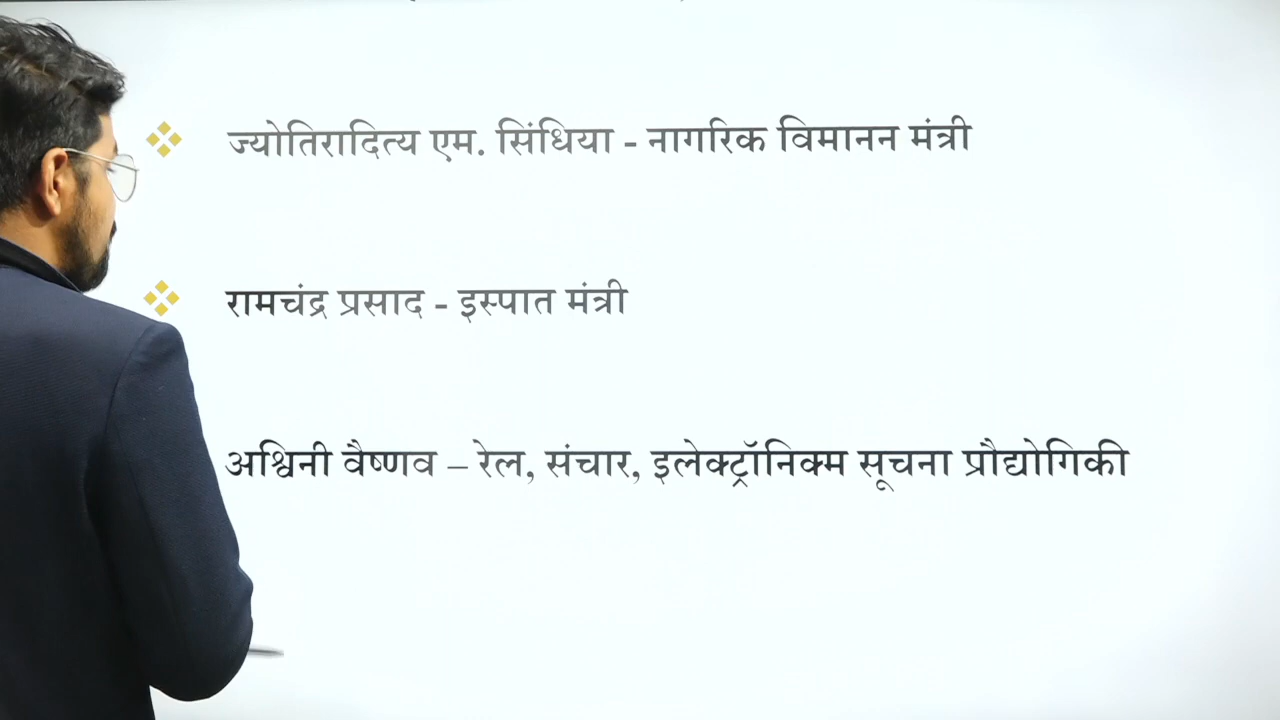 ज्योतिरादित्य एम. सिंधिया - नागरिक विमानन मंत्री
रामचंद्र प्रसाद - इस्पात मंत्री
अश्विनी वैष्णव – रेल, संचार, इलेक्ट्रॉनिक्म सूचना प्रौद्योगिकी